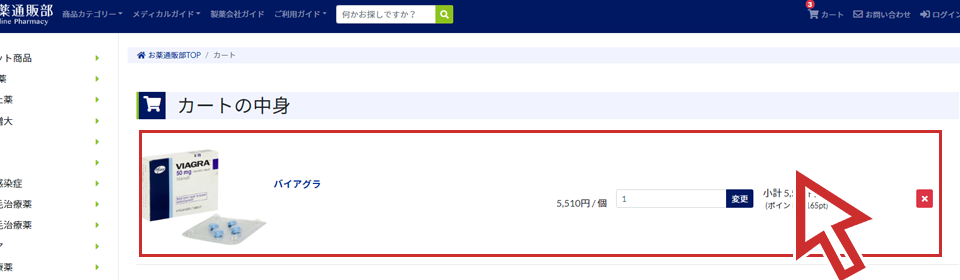 薬通販部
line Pharmacy
商品カテゴリー
メディカルガイド
製薬会社ガイド
ご利用ガイド
何かお探しですか？
3
カート
お問い合わせ
ログイン
ット商品
薬
上薬
増大
感染症
毛治療薬
毛治療薬
ア
療薬
お薬通販部TOP / カート
カートの中身
VIAGRA
50 mg
バイアグラ
5,510円 / 個
1
変更
小計 5,
(ポイン
165pt)